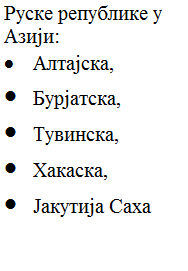 Руске републике у
Азији:
• Алтајска,
• Бурјатска,
• Тувинска,
• Хакаска,
• Јакутија Саха